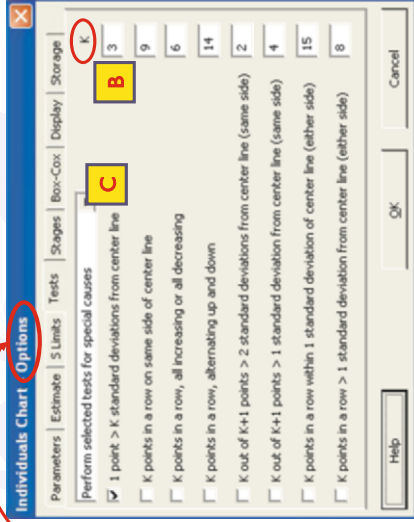 Individuals Chart - Options
Parameters Estimate S Limits Tests Stages Box-Cox Display Storage
Perform selected tests for special causes K
1 point > K standard deviations from center line 3
K points in a row on same side of center line 9
K points in a row, all increasing or all decreasing 6
K points in a row, alternating up and down 14
K out of K+1 points > 2 standard deviations from center line (same side) 2
K out of K+1 points > 1 standard deviation from center line (same side) 4
K points in a row within 1 standard deviation of center line (either side) 15
K points in a row > 1 standard deviation from center line (either side) 8
C
B
Help OK Cancel